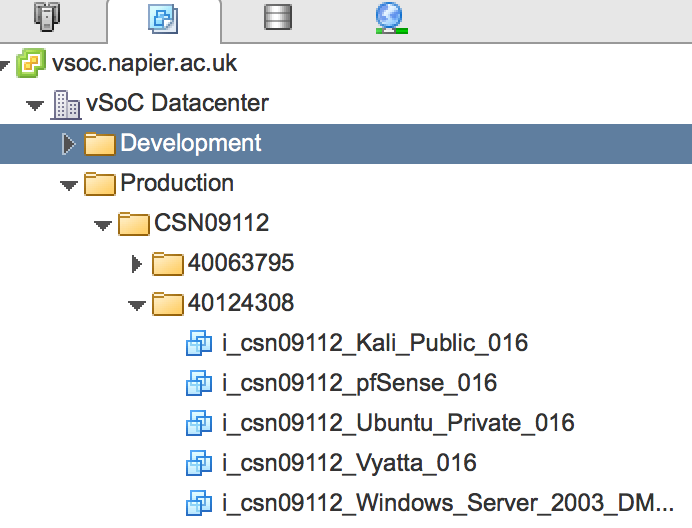 vsoc.napier.ac.uk
vSoC Datacenter
Development
Production
CSN09112
40063795
40124308
i_csn09112_Kali_Public_016
i_csn09112_pfSense_016
i_csn09112_Ubuntu_Private_016
i_csn09112_Vyatta_016
i_csn09112_Windows_Server_2003_DM...